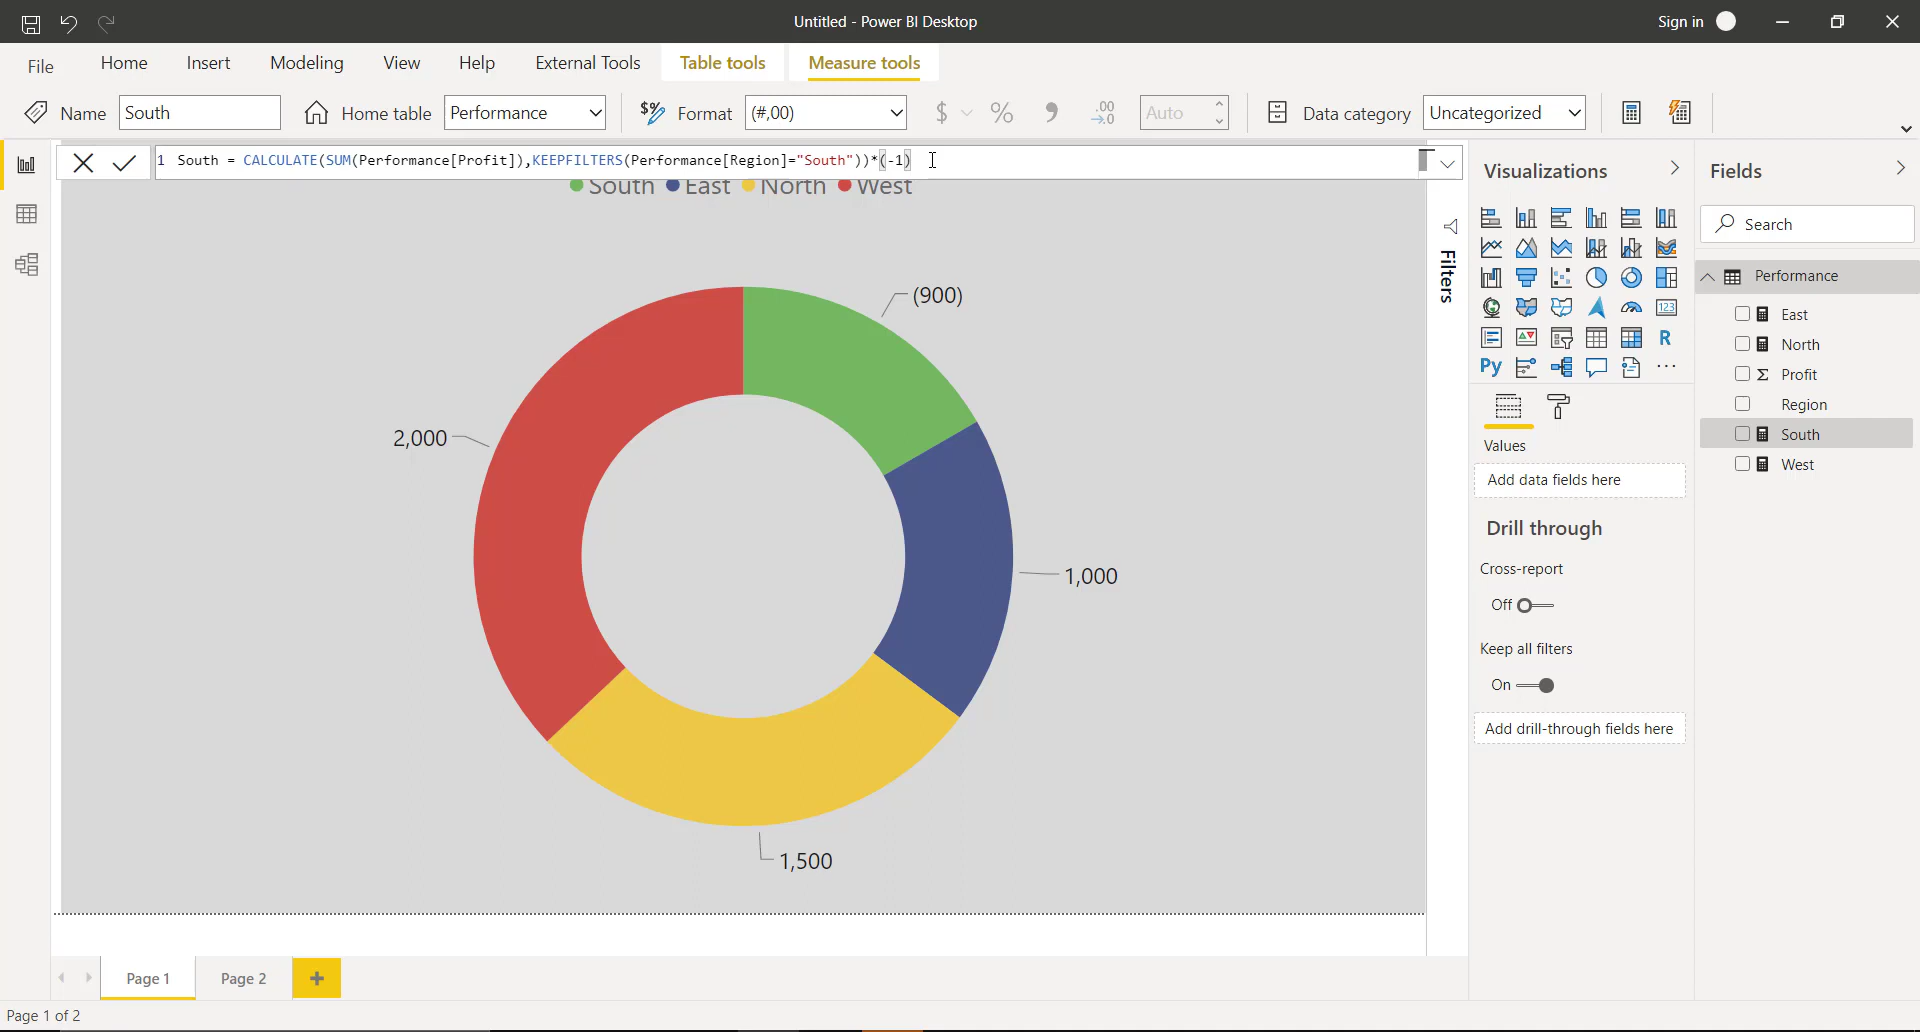 Untitled - Power BI Desktop
Sign in
File Home Insert Modeling View Help External Tools Table tools Measure tools
Name South Home table Performance $% Format (#,00) $ % .00 Auto Data category Uncategorized
1 South = CALCULATE(SUM(Performance[Profit]),KEEPFILTERS(Performance[Region]="South"))*(-1)
South East North West
(900)
2,000
1,000
1,500
Filters
Visualizations
123
R
Py
Values
Add data fields here
Drill through
Cross-report
Off
Keep all filters
On
Add drill-through fields here
Fields
Search
Performance
East
North
Σ Profit
Region
South
West
Page 1 Page 2 +
Page 1 of 2